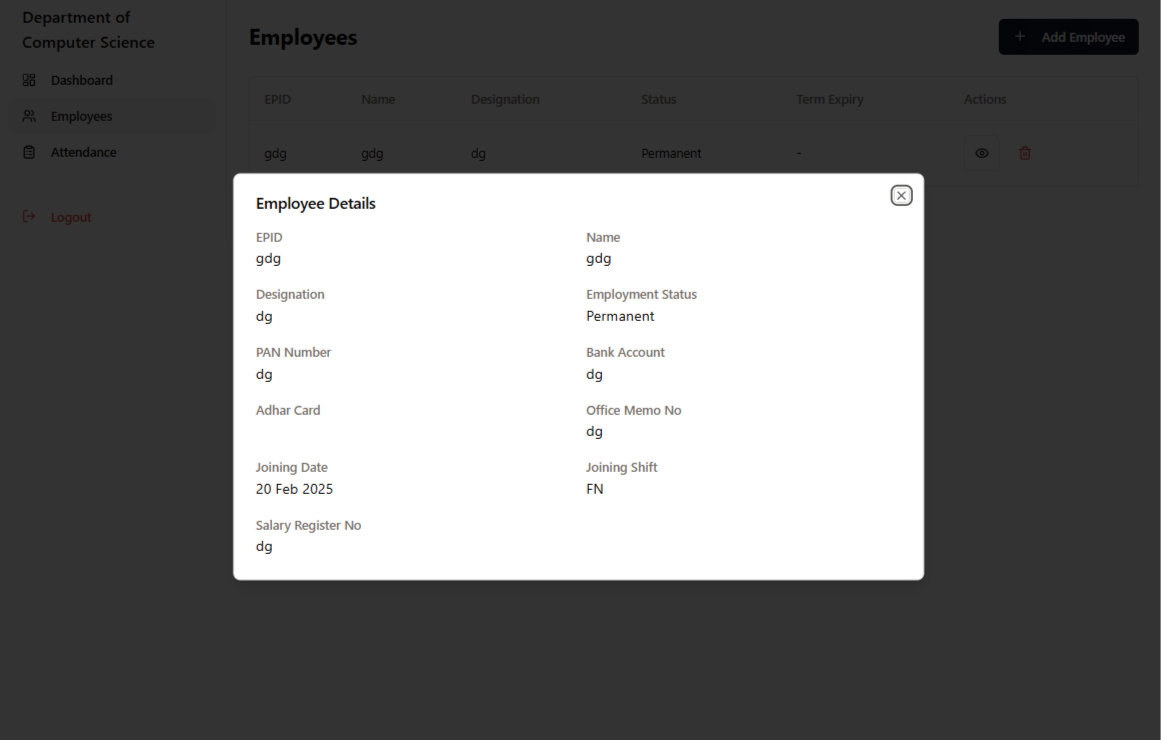 Department of
Computer Science
Dashboard
Employees
Attendance
Logout
Employees
+ Add Employee
EPID Name Designation Status Term Expiry Actions
gdg gdg dg Permanent -
Employee Details
EPID Name
gdg gdg
Designation Employment Status
dg Permanent
PAN Number Bank Account
dg dg
Adhar Card Office Memo No
dg
Joining Date Joining Shift
20 Feb 2025 FN
Salary Register No
dg